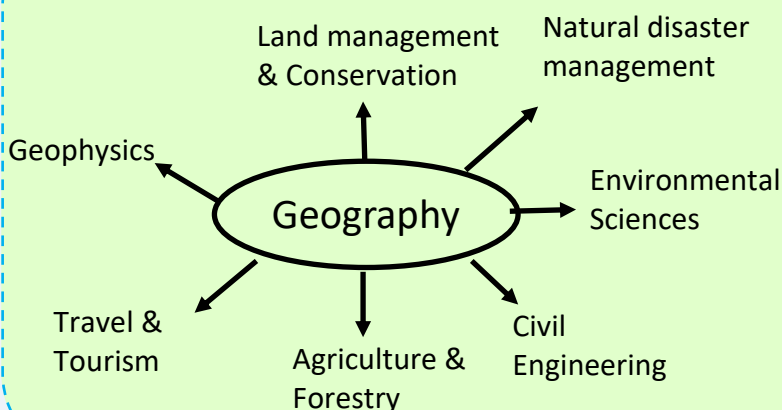 Land management
& Conservation
Natural disaster
management
Geophysics
Environmental
Sciences
Geography
Travel &
Tourism
Agriculture &
Forestry
Civil
Engineering